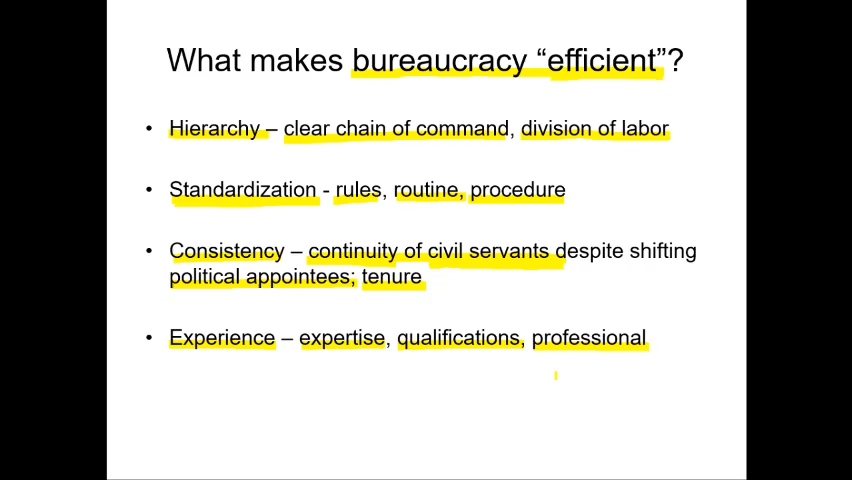 What makes bureaucracy “efficient”?
• Hierarchy – clear chain of command, division of labor
• Standardization - rules, routine, procedure
• Consistency – continuity of civil servants despite shifting
political appointees; tenure
• Experience – expertise, qualifications, professional